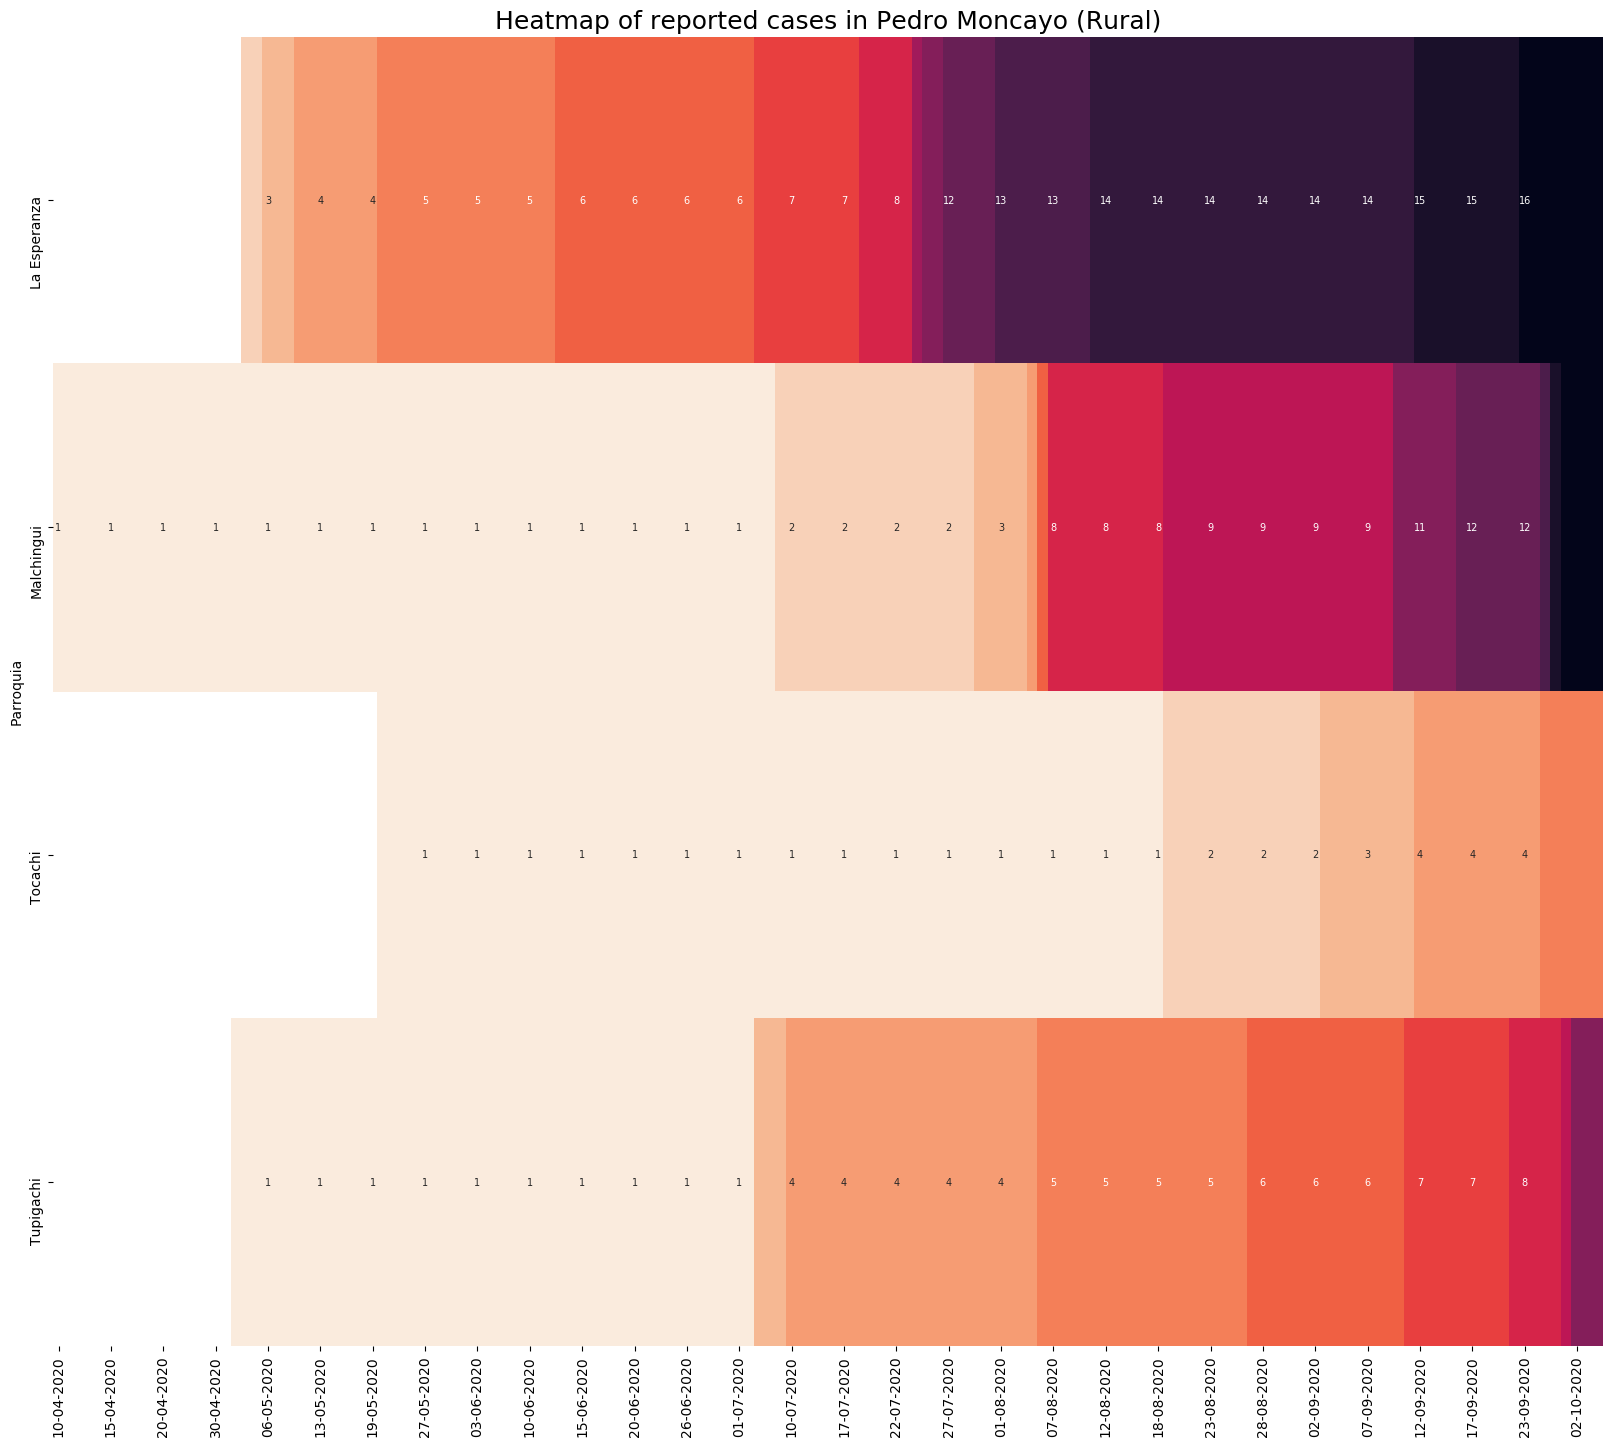 Heatmap of reported cases in Pedro Moncayo (Rural)
Parroquia
La Esperanza
3 4 4 5 5 5 6 6 6 6 7 7 8 12 13 13 14 14 14 14 14 14 15 15 16
Malchingui
1 1 1 1 1 1 1 1 1 1 1 1 1 1 2 2 2 2 3 8 8 8 9 9 9 9 11 12 12
Tocachi
1 1 1 1 1 1 1 1 1 1 1 1 1 1 1 2 2 2 3 4 4 4
Tupigachi
1 1 1 1 1 1 1 1 1 1 4 4 4 4 4 5 5 5 5 6 6 6 7 7 8
10-04-2020 15-04-2020 20-04-2020 30-04-2020 06-05-2020 13-05-2020 19-05-2020 27-05-2020 03-06-2020 10-06-2020 15-06-2020 20-06-2020 26-06-2020 01-07-2020 10-07-2020 17-07-2020 22-07-2020 27-07-2020 01-08-2020 07-08-2020 12-08-2020 18-08-2020 23-08-2020 28-08-2020 02-09-2020 07-09-2020 12-09-2020 17-09-2020 23-09-2020 02-10-2020